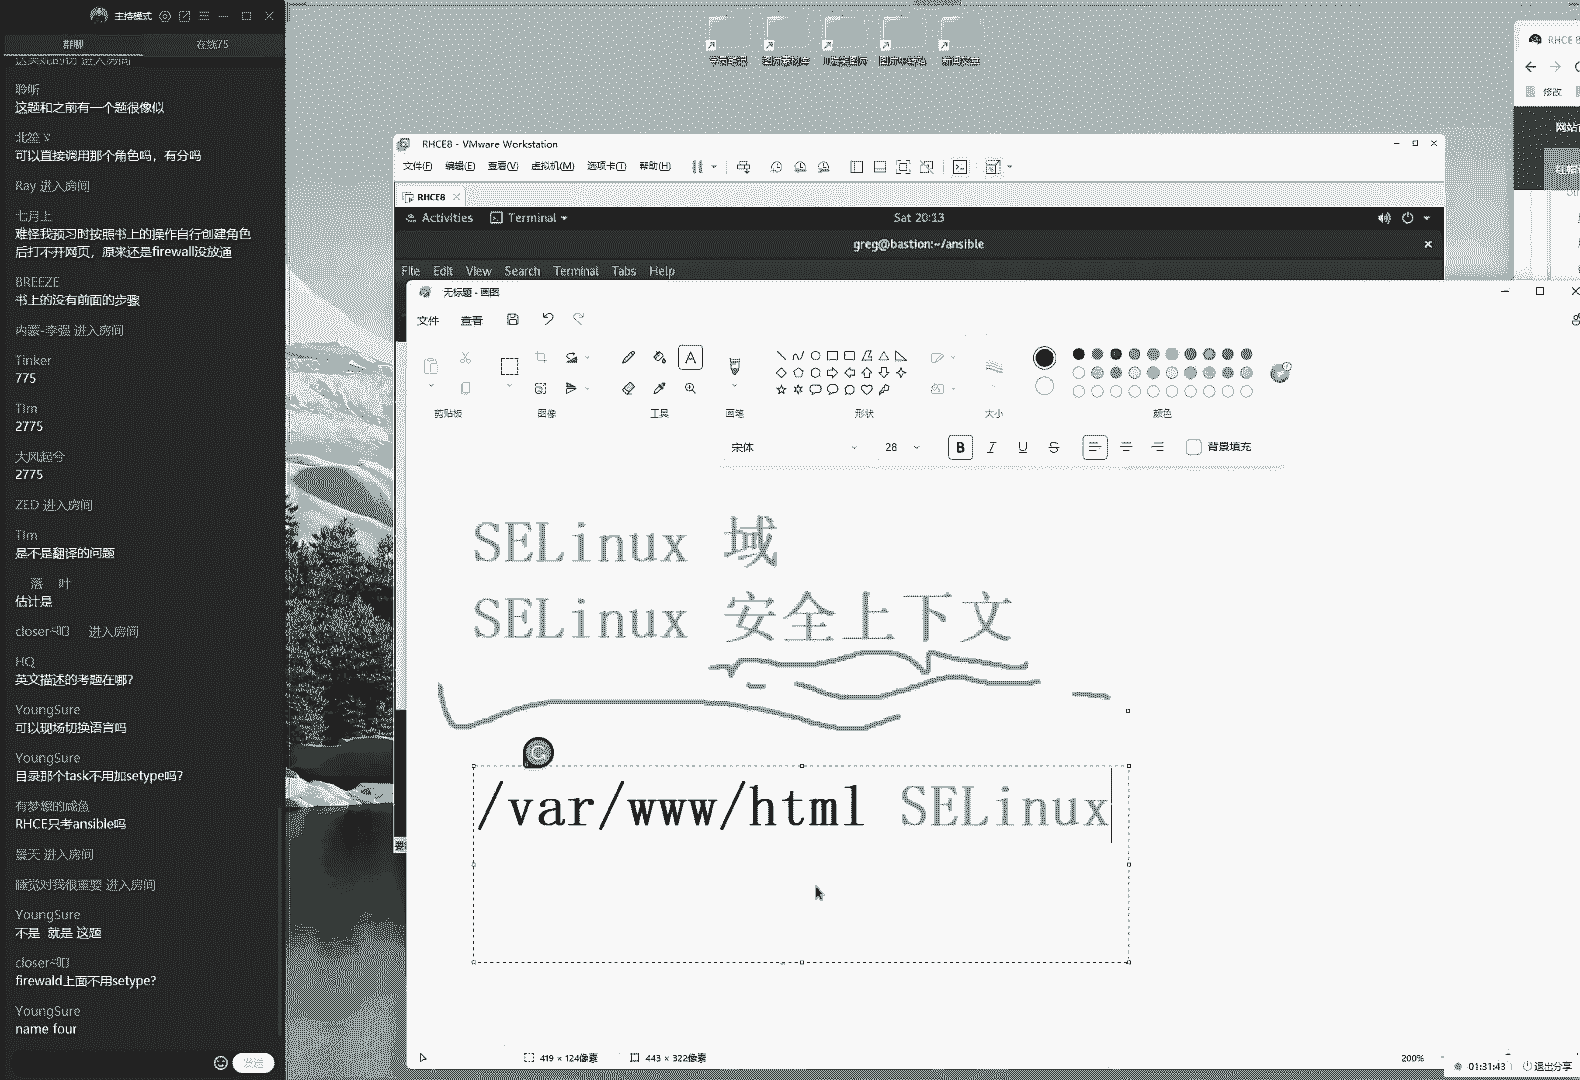 主持模式
群聊
在线75
聆听
这题和之前有一个题很像似
可以直接调用那个角色吗，有分吗
Ray 进入房间
七月上
难怪我预习时按照书上的操作自行创建角色
后打不开网页，原来还是firewall没放通
BREEZE
书上的没有前面的步骤
内蒙-李强 进入房间
Tinker
775
Tim
2775
大风起兮
2775
ZED 进入房间
Tim
是不是翻译的问题
落 叶
估计是
closer 进入房间
HQ
英文描述的考题在哪?
YoungSure
可以现场切换语言吗
YoungSure
目录那个task不用加setype吗?
有梦想的咸鱼
RHCE只考ansible吗
昊天 进入房间
睡觉对我很重要 进入房间
YoungSure
不是 就是 这题
closer
firewald上面不用setype?
YoungSure
name four
发送
RHCE8 - VMware Workstation
文件(F) 编辑(E) 查看(V) 虚拟机(M) 选项卡(T) 帮助(H)
RHCE8
Activities Terminal Sat 20:13
greg@bastion:~/ansible
File Edit View Search Terminal Tabs Help
RHCE 8
修改
无标题 - 画图
文件 查看
剪贴板 图像 工具 画笔 形状 大小 颜色
宋体 28 B I U S 背景填充
SELinux 域
SELinux 安全上下文
/var/www/html SELinux
419 × 124像素 443 × 322像素 200%
01:31:43 退出分享